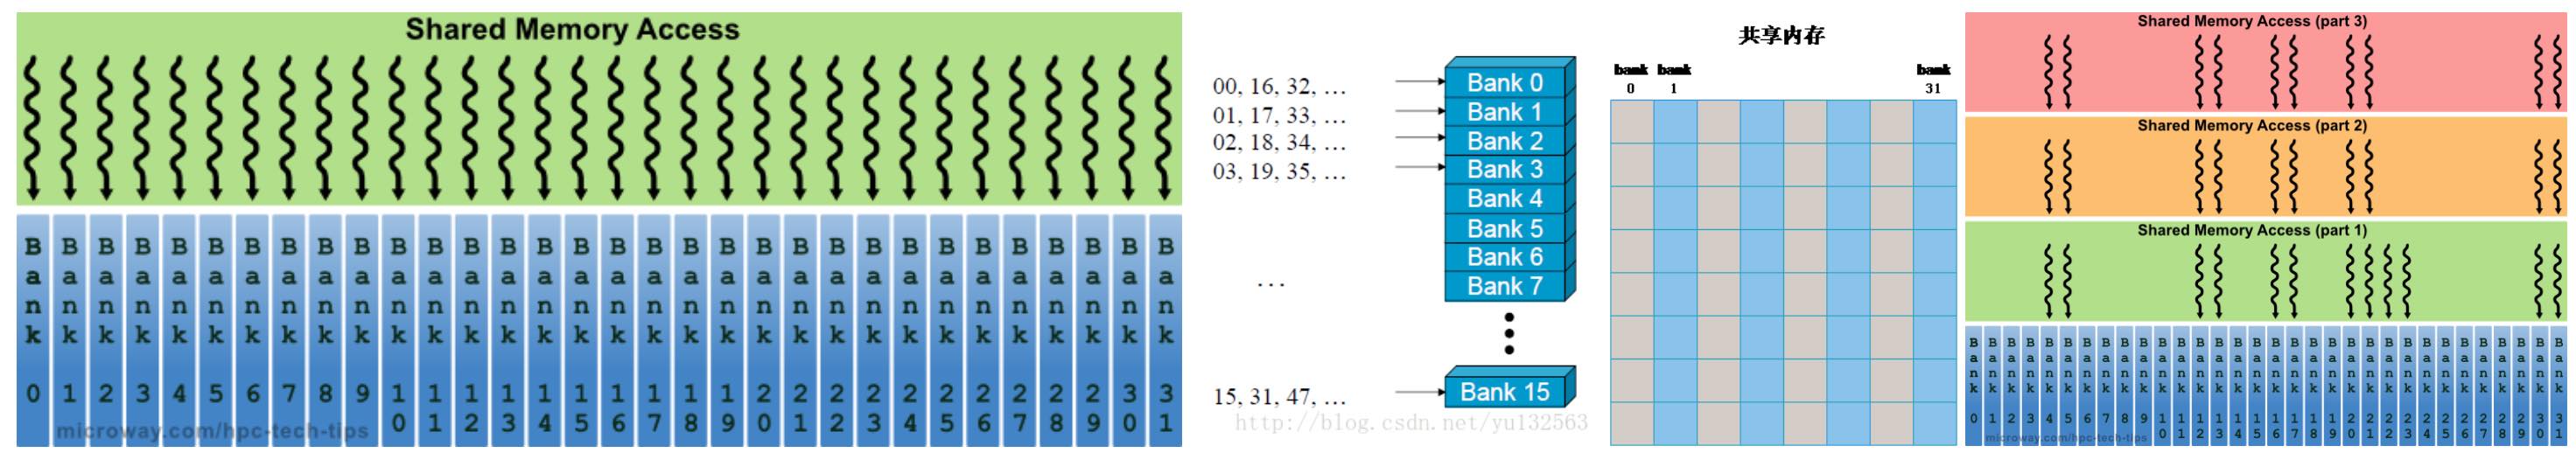 Shared Memory Access
Bank 0 Bank 1 Bank 2 Bank 3 Bank 4 Bank 5 Bank 6 Bank 7 Bank 8 Bank 9 Bank 10 Bank 11 Bank 12 Bank 13 Bank 14 Bank 15 Bank 16 Bank 17 Bank 18 Bank 19 Bank 20 Bank 21 Bank 22 Bank 23 Bank 24 Bank 25 Bank 26 Bank 27 Bank 28 Bank 29 Bank 30 Bank 31
microway.com/hpc-tech-tips
00, 16, 32, ... Bank 0
01, 17, 33, ... Bank 1
02, 18, 34, ... Bank 2
03, 19, 35, ... Bank 3
Bank 4
Bank 5
Bank 6
... Bank 7
15, 31, 47, ... Bank 15
http://blog.csdn.net/yu132563
共享内存
bank bank bank
0 1 31
Shared Memory Access (part 3)
Shared Memory Access (part 2)
Shared Memory Access (part 1)
Bank 0 Bank 1 Bank 2 Bank 3 Bank 4 Bank 5 Bank 6 Bank 7 Bank 8 Bank 9 Bank 10 Bank 11 Bank 12 Bank 13 Bank 14 Bank 15 Bank 16 Bank 17 Bank 18 Bank 19 Bank 20 Bank 21 Bank 22 Bank 23 Bank 24 Bank 25 Bank 26 Bank 27 Bank 28 Bank 29 Bank 30 Bank 31
microway.com/hpc-tech-tips